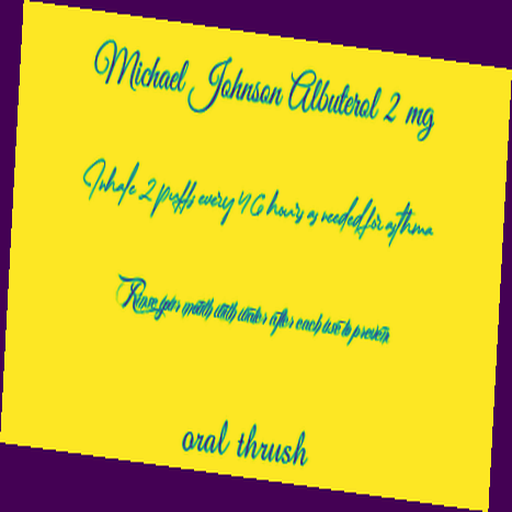 Michael Johnson Albuterol 2 mg
Inhale 2 puffs every 4 6 hours as needed for asthma
Rinse your mouth with water after each use to prevent
oral thrush